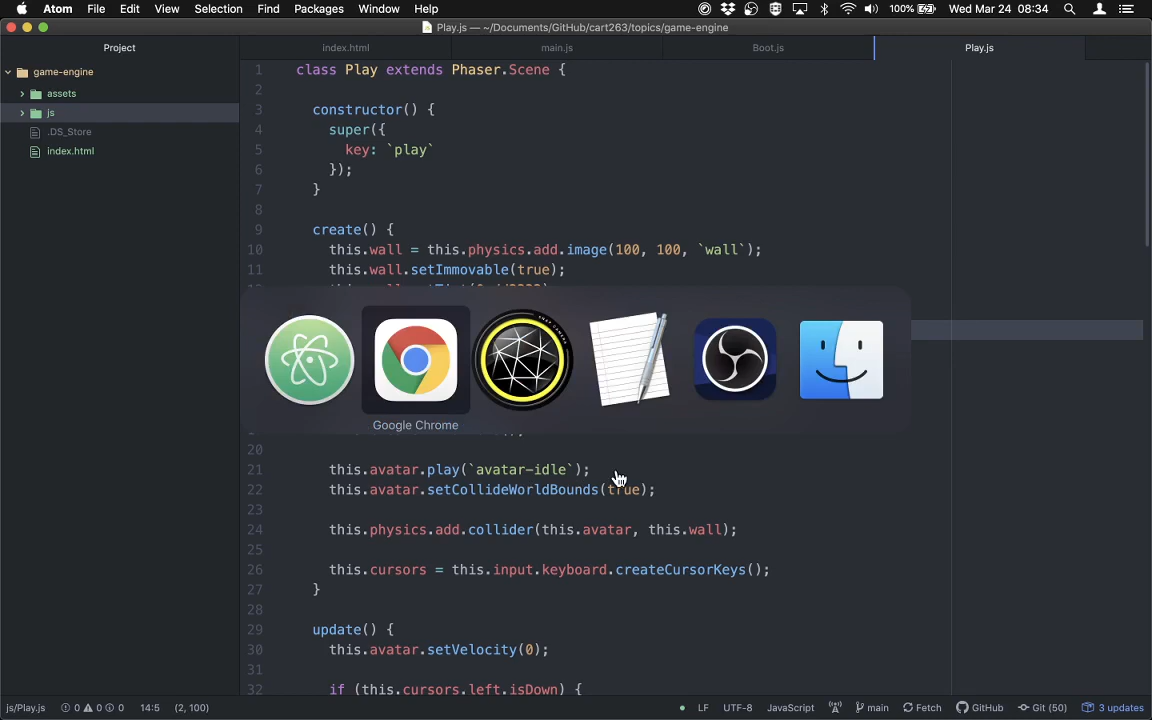 Atom File Edit View Selection Find Packages Window Help 100% Wed Mar 24 08:34
Play.js — ~/Documents/GitHub/cart263/topics/game-engine
Project index.html main.js Boot.js Play.js
game-engine
assets
js
.DS_Store
index.html
1 class Play extends Phaser.Scene {
2
3 constructor() {
4 super({
5 key: `play`
6 });
7 }
8
9 create() {
10 this.wall = this.physics.add.image(100, 100, `wall`);
11 this.wall.setImmovable(true);
Google Chrome
20
21 this.avatar.play(`avatar-idle`);
22 this.avatar.setCollideWorldBounds(true);
23
24 this.physics.add.collider(this.avatar, this.wall);
25
26 this.cursors = this.input.keyboard.createCursorKeys();
27 }
28
29 update() {
30 this.avatar.setVelocity(0);
31
32 if (this.cursors.left.isDown) {
js/Play.js 0 0 0 14:5 (2, 100) LF UTF-8 JavaScript main Fetch GitHub Git (50) 3 updates